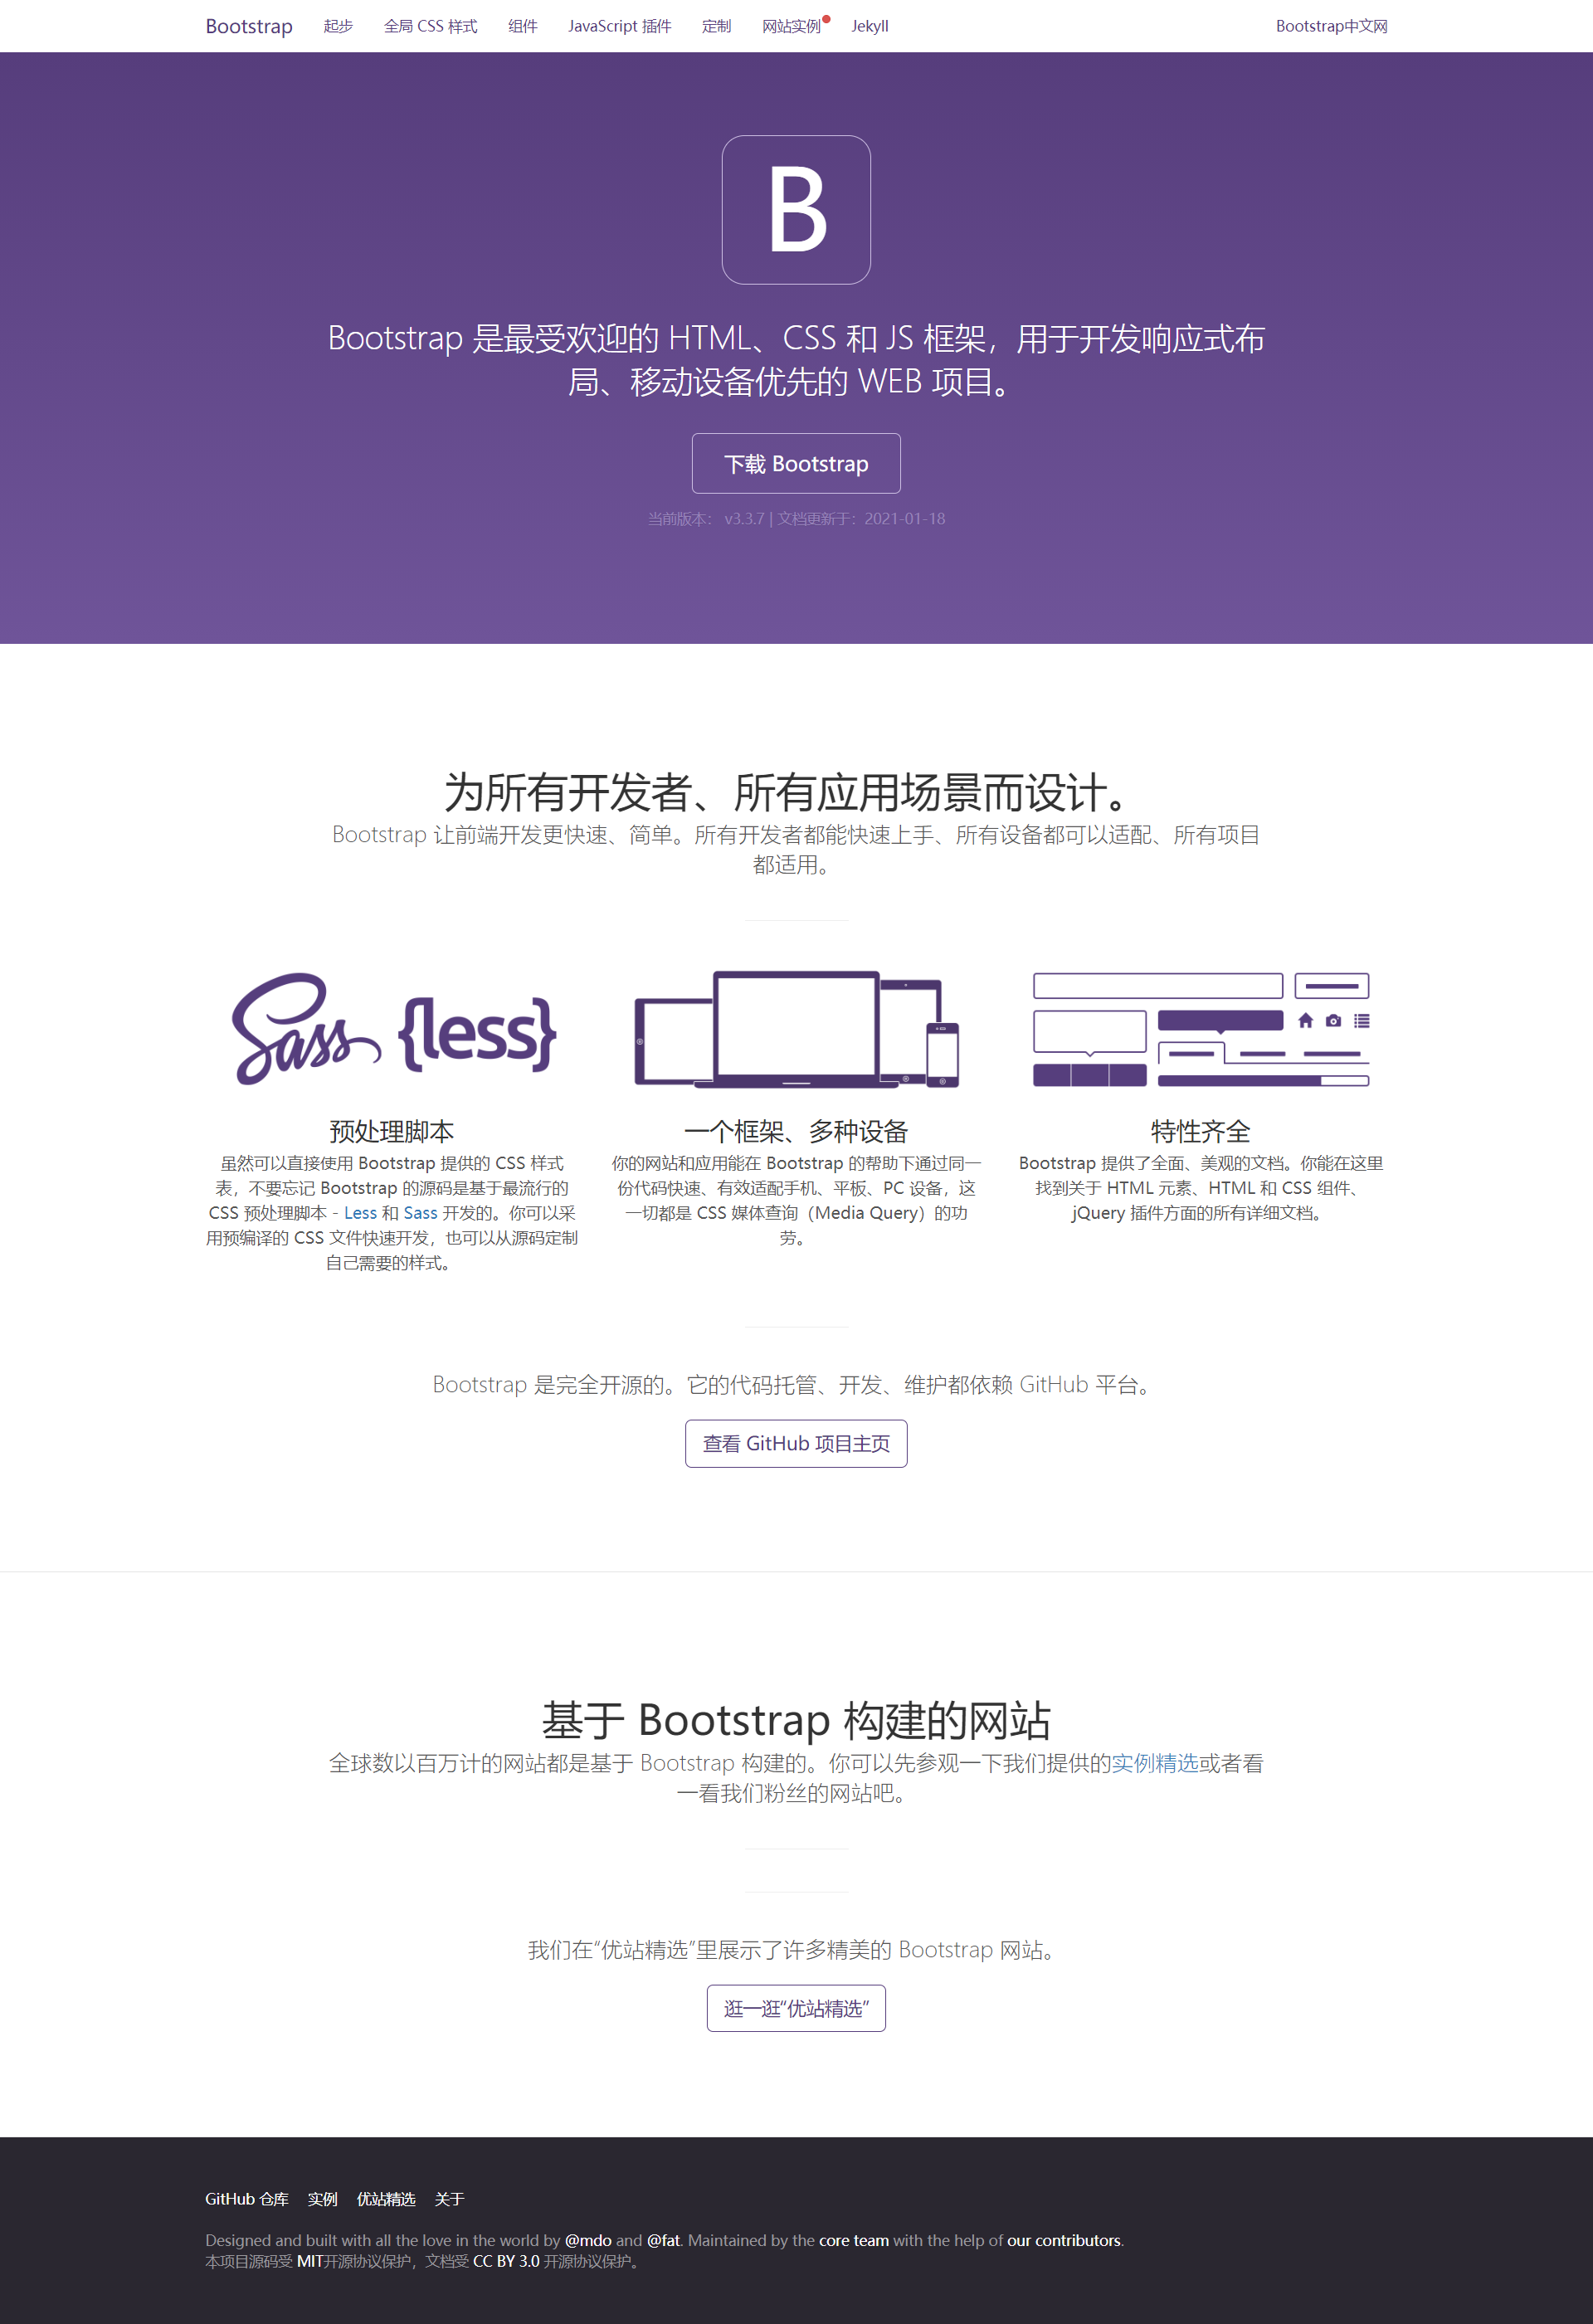 Bootstrap 起步 全局 CSS 样式 组件 JavaScript 插件 定制 网站实例 Jekyll Bootstrap中文网
B
Bootstrap 是最受欢迎的 HTML、CSS 和 JS 框架，用于开发响应式布
局、移动设备优先的 WEB 项目。
下载 Bootstrap
当前版本： v3.3.7 | 文档更新于：2021-01-18
为所有开发者、所有应用场景而设计。
Bootstrap 让前端开发更快速、简单。所有开发者都能快速上手、所有设备都可以适配、所有项目
都适用。
Sass {less}
预处理脚本
虽然可以直接使用 Bootstrap 提供的 CSS 样式
表，不要忘记 Bootstrap 的源码是基于最流行的
CSS 预处理脚本 - Less 和 Sass 开发的。你可以采
用预编译的 CSS 文件快速开发，也可以从源码定制
自己需要的样式。
一个框架、多种设备
你的网站和应用能在 Bootstrap 的帮助下通过同一
份代码快速、有效适配手机、平板、PC 设备，这
一切都是 CSS 媒体查询（Media Query）的功
劳。
特性齐全
Bootstrap 提供了全面、美观的文档。你能在这里
找到关于 HTML 元素、HTML 和 CSS 组件、
jQuery 插件方面的所有详细文档。
Bootstrap 是完全开源的。它的代码托管、开发、维护都依赖 GitHub 平台。
查看 GitHub 项目主页
基于 Bootstrap 构建的网站
全球数以百万计的网站都是基于 Bootstrap 构建的。你可以先参观一下我们提供的实例精选或者看
一看我们粉丝的网站吧。
我们在“优站精选”里展示了许多精美的 Bootstrap 网站。
逛一逛“优站精选”
GitHub 仓库 实例 优站精选 关于
Designed and built with all the love in the world by @mdo and @fat. Maintained by the core team with the help of our contributors.
本项目源码受 MIT开源协议保护，文档受 CC BY 3.0 开源协议保护。